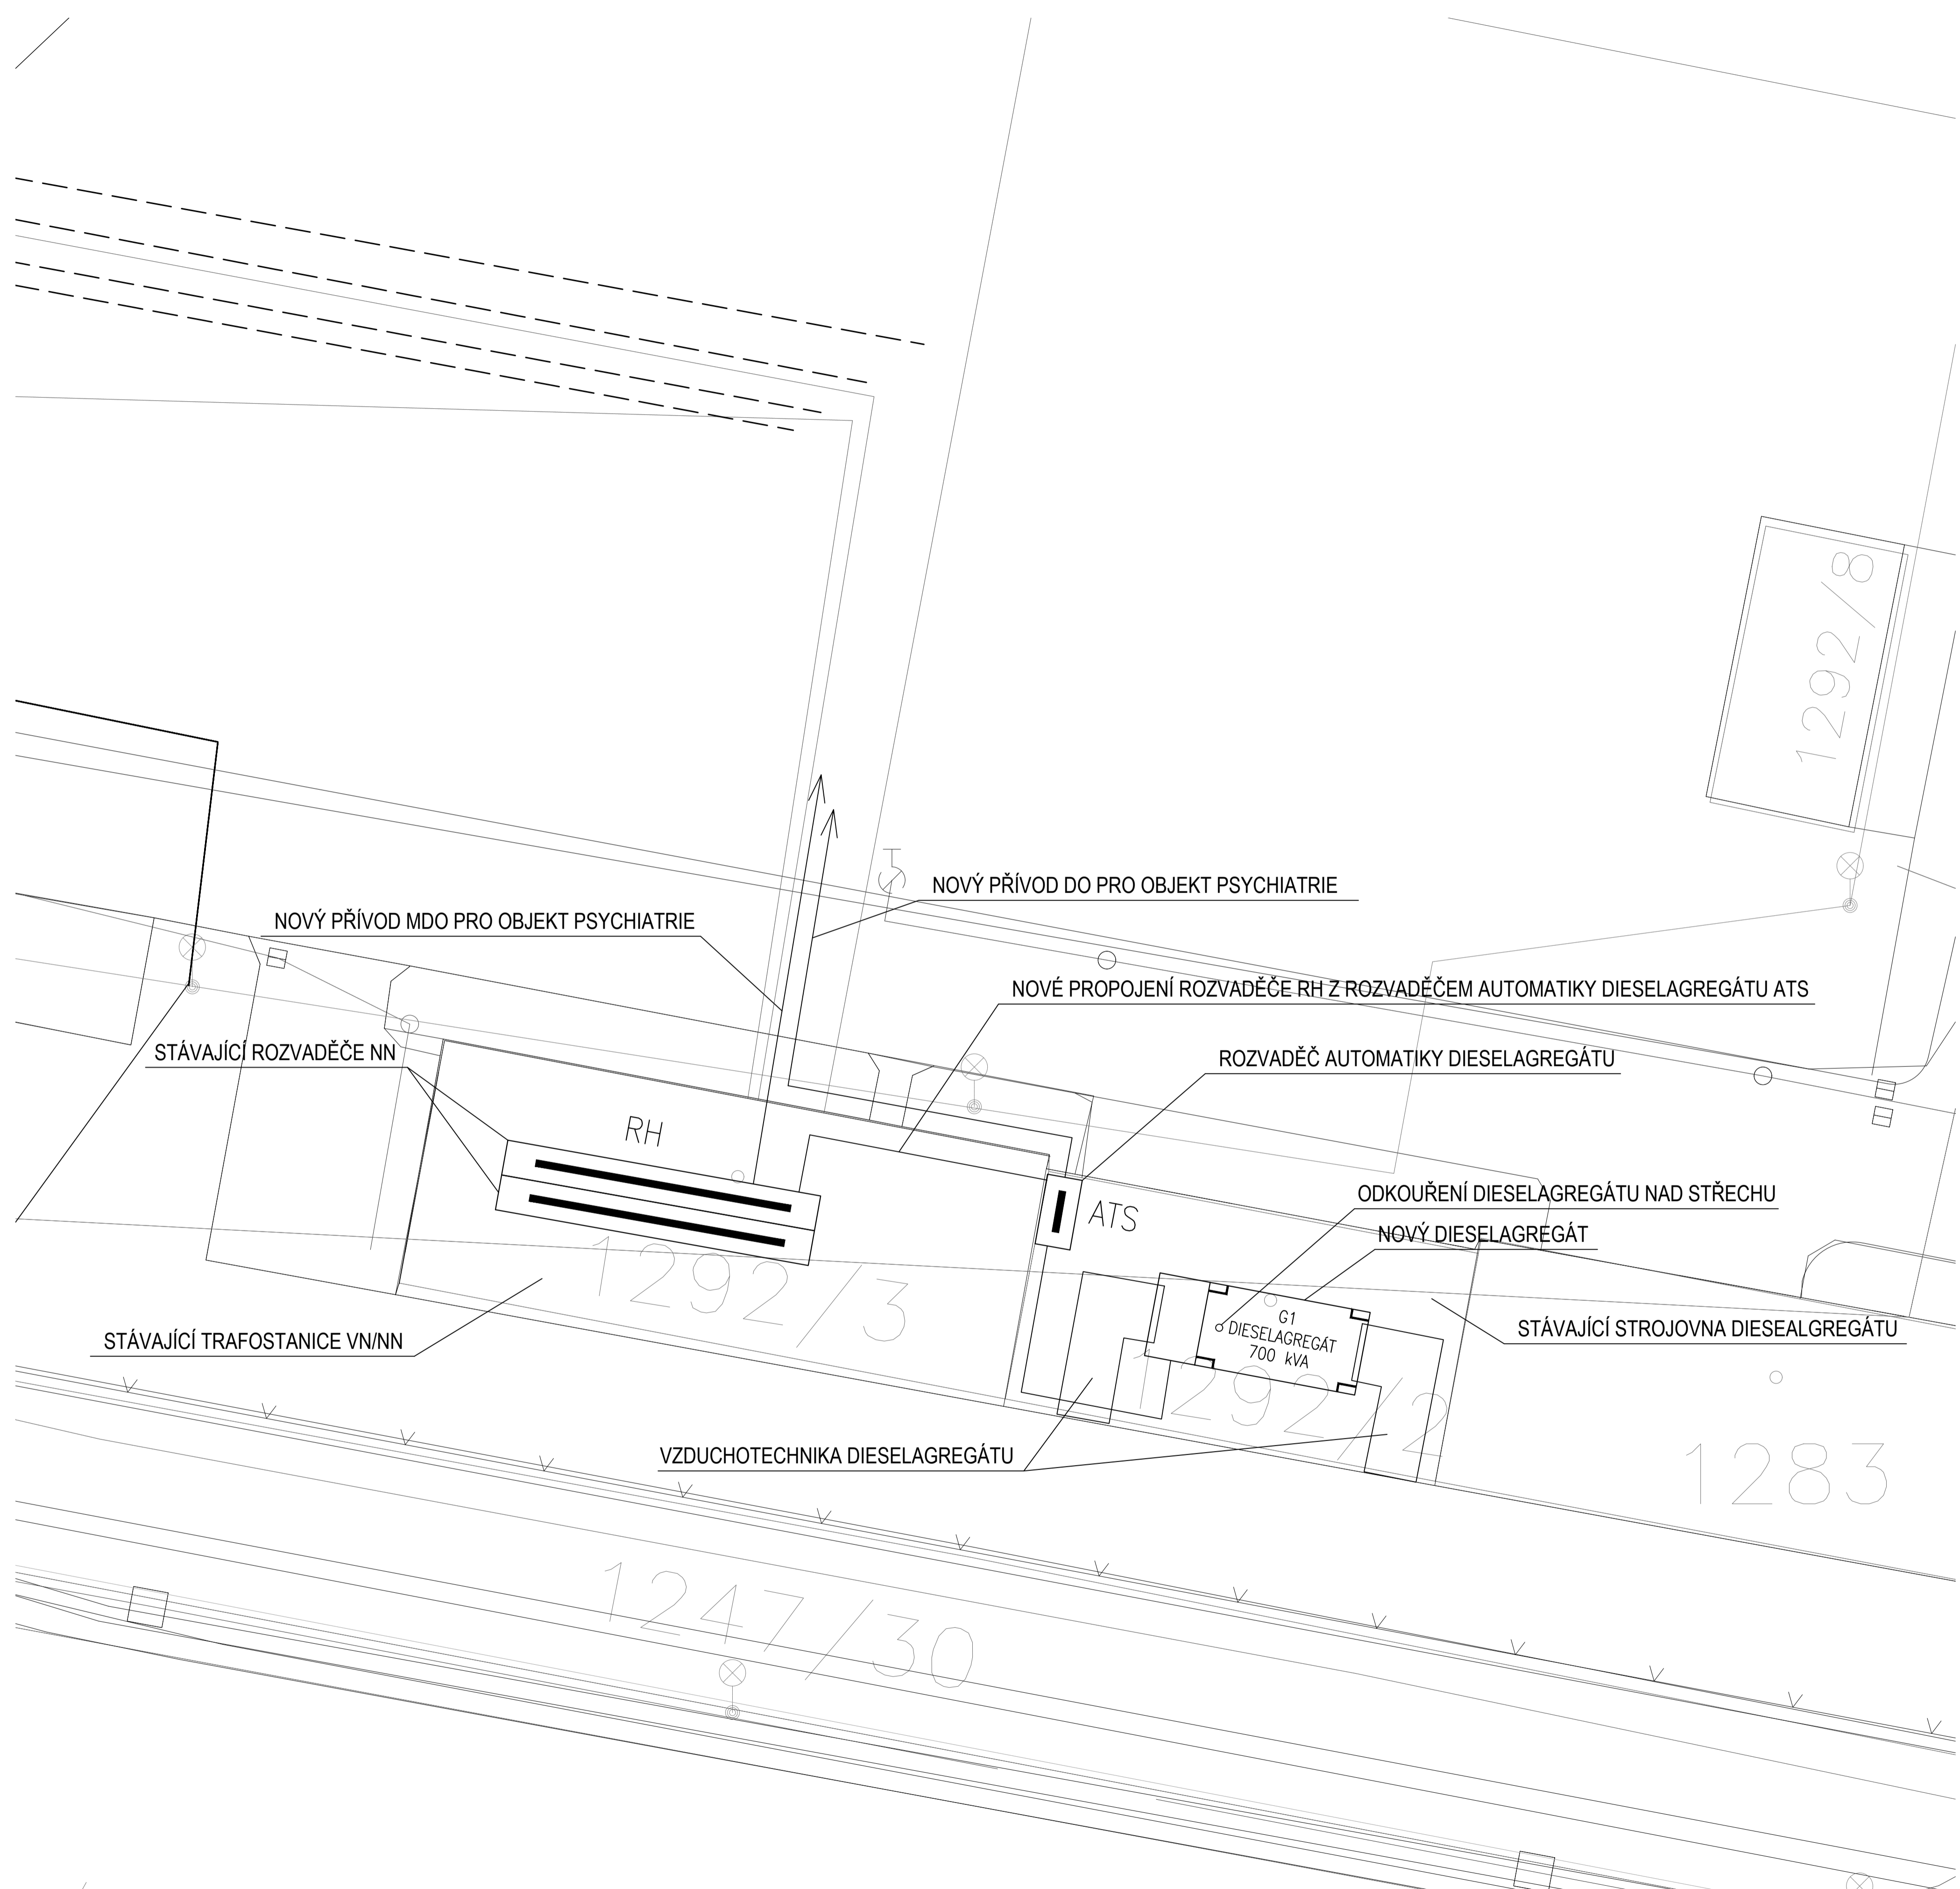 1292/8
NOVÝ PŘÍVOD DO PRO OBJEKT PSYCHIATRIE
NOVÝ PŘÍVOD MDO PRO OBJEKT PSYCHIATRIE
NOVÉ PROPOJENÍ ROZVADĚČE RH Z ROZVADĚČEM AUTOMATIKY DIESELAGREGÁTU ATS
STÁVAJÍCÍ ROZVADĚČE NN
ROZVADĚČ AUTOMATIKY DIESELAGREGÁTU
RH
ATS
ODKOUŘENÍ DIESELAGREGÁTU NAD STŘECHU
NOVÝ DIESELAGREGÁT
1292/3
G1
DIESELAGREGÁT
700 kVA
STÁVAJÍCÍ TRAFOSTANICE VN/NN
STÁVAJÍCÍ STROJOVNA DIESEALGREGÁTU
1292/2
VZDUCHOTECHNIKA DIESELAGREGÁTU
1283
1247/30